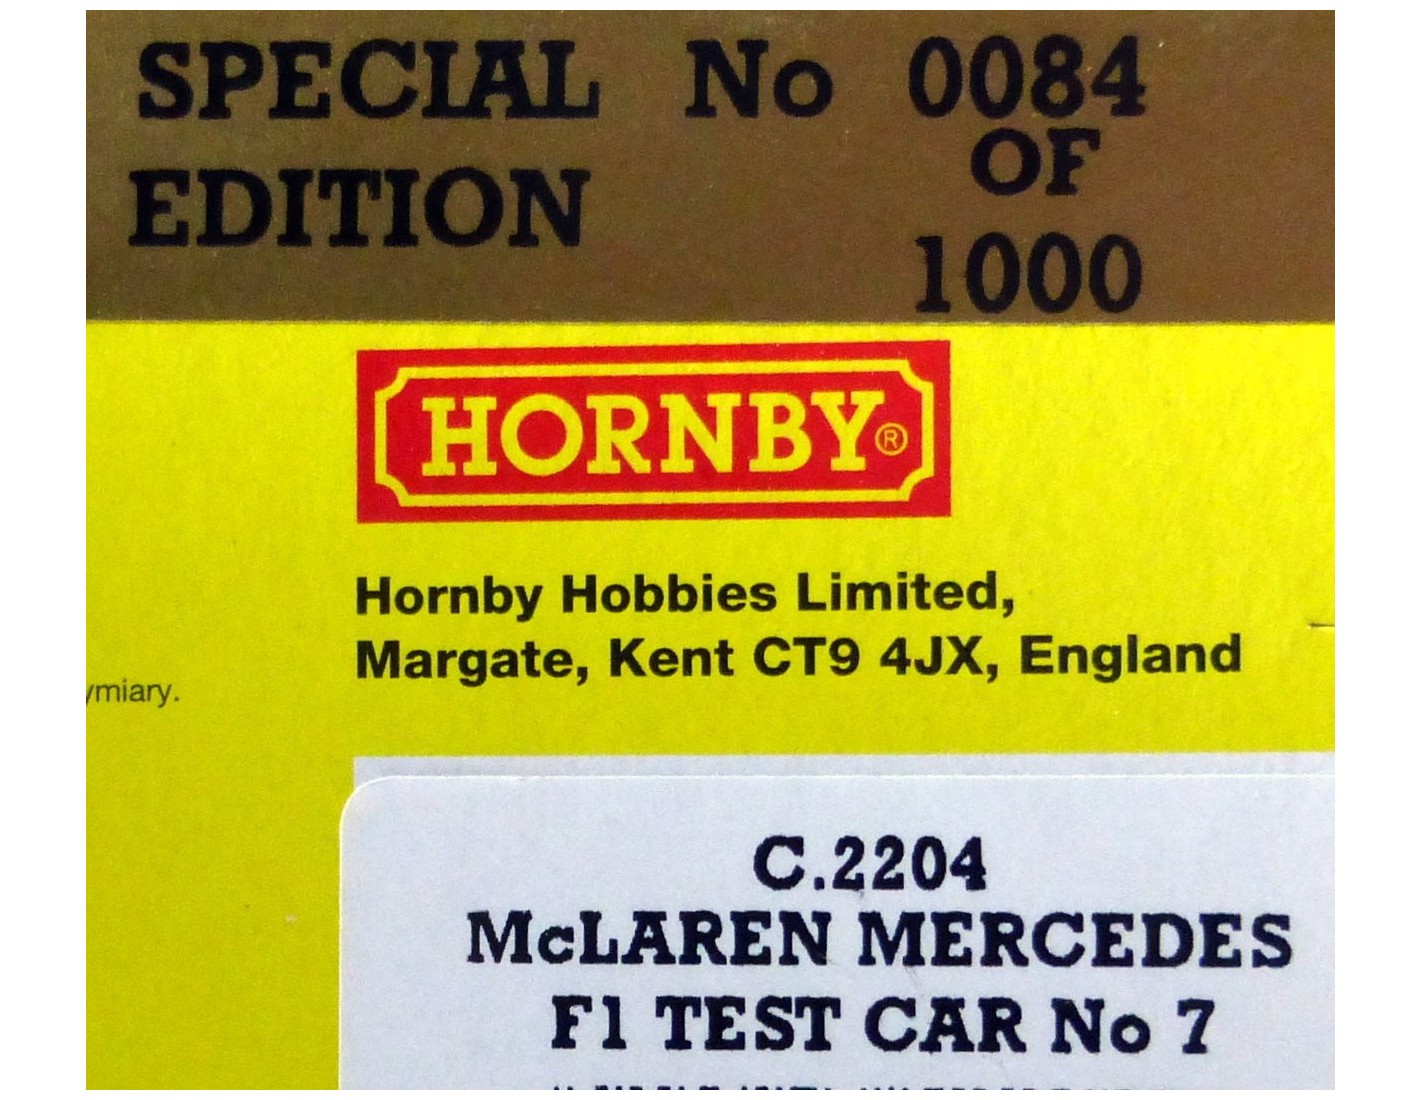 SPECIAL No 0084
OF
EDITION
1000
HORNBY®
Hornby Hobbies Limited,
Margate, Kent CT9 4JX, England
C.2204
McLAREN MERCEDES
F1 TEST CAR No 7